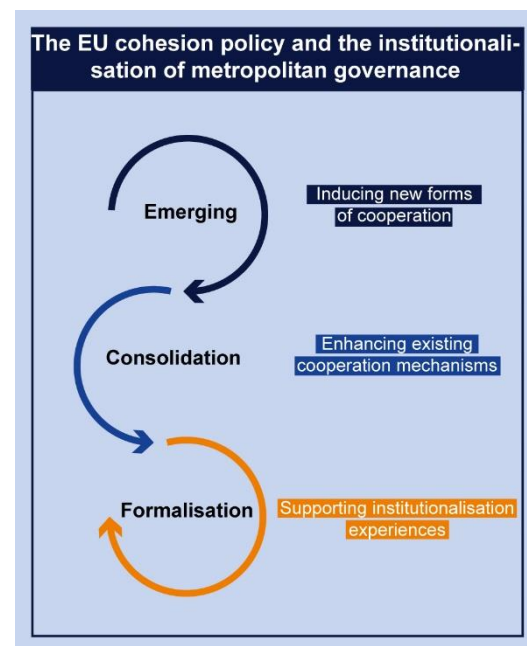 The EU cohesion policy and the institutionali-
sation of metropolitan governance
Emerging
Inducing new forms
of cooperation
Consolidation
Enhancing existing
cooperation mechanisms
Formalisation
Supporting institutionalisation
experiences